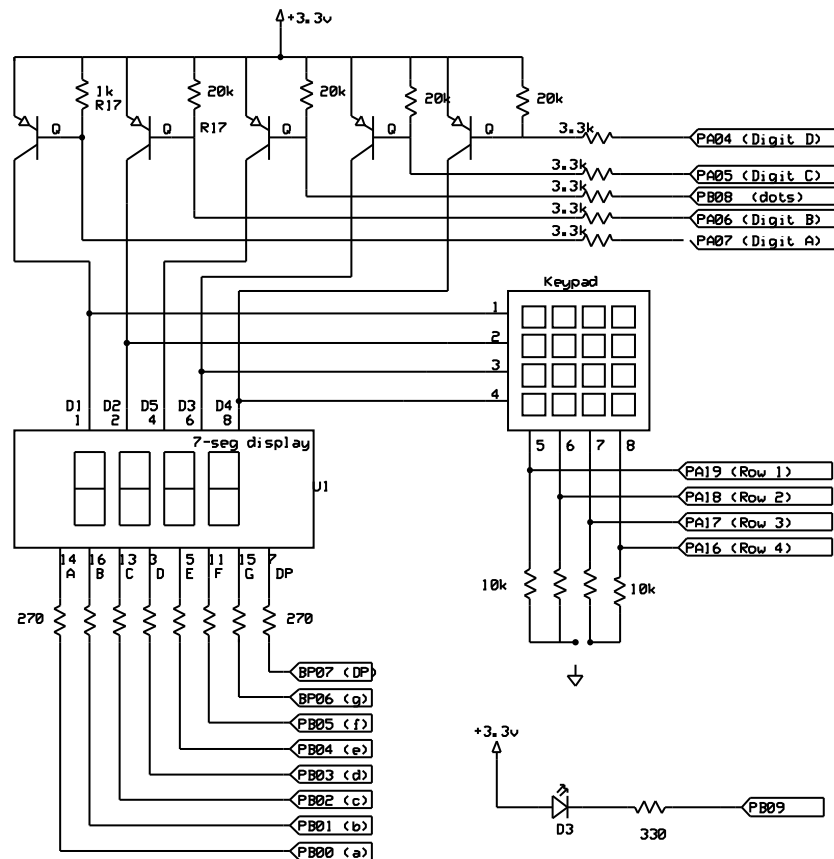 +3.3v
1k
R17
20k
20k
20k
20k
Q
Q
R17
Q
Q
Q
3.3k
PA04 (Digit D)
3.3k
PA05 (Digit C)
3.3k
PB08 (dots)
3.3k
PA06 (Digit B)
3.3k
PA07 (Digit A)
Keypad
1
2
3
4
D1 D2 D5 D3 D4
1 2 4 6 8
7-seg display
U1
5 6 7 8
PA19 (Row 1)
PA18 (Row 2)
PA17 (Row 3)
PA16 (Row 4)
14 16 13 3 5 11 15 7
A B C D E F G DP
10k
10k
270
270
BP07 (DP)
BP06 (g)
PB05 (f)
PB04 (e)
PB03 (d)
PB02 (c)
PB01 (b)
PB00 (a)
+3.3v
D3
330
PB09